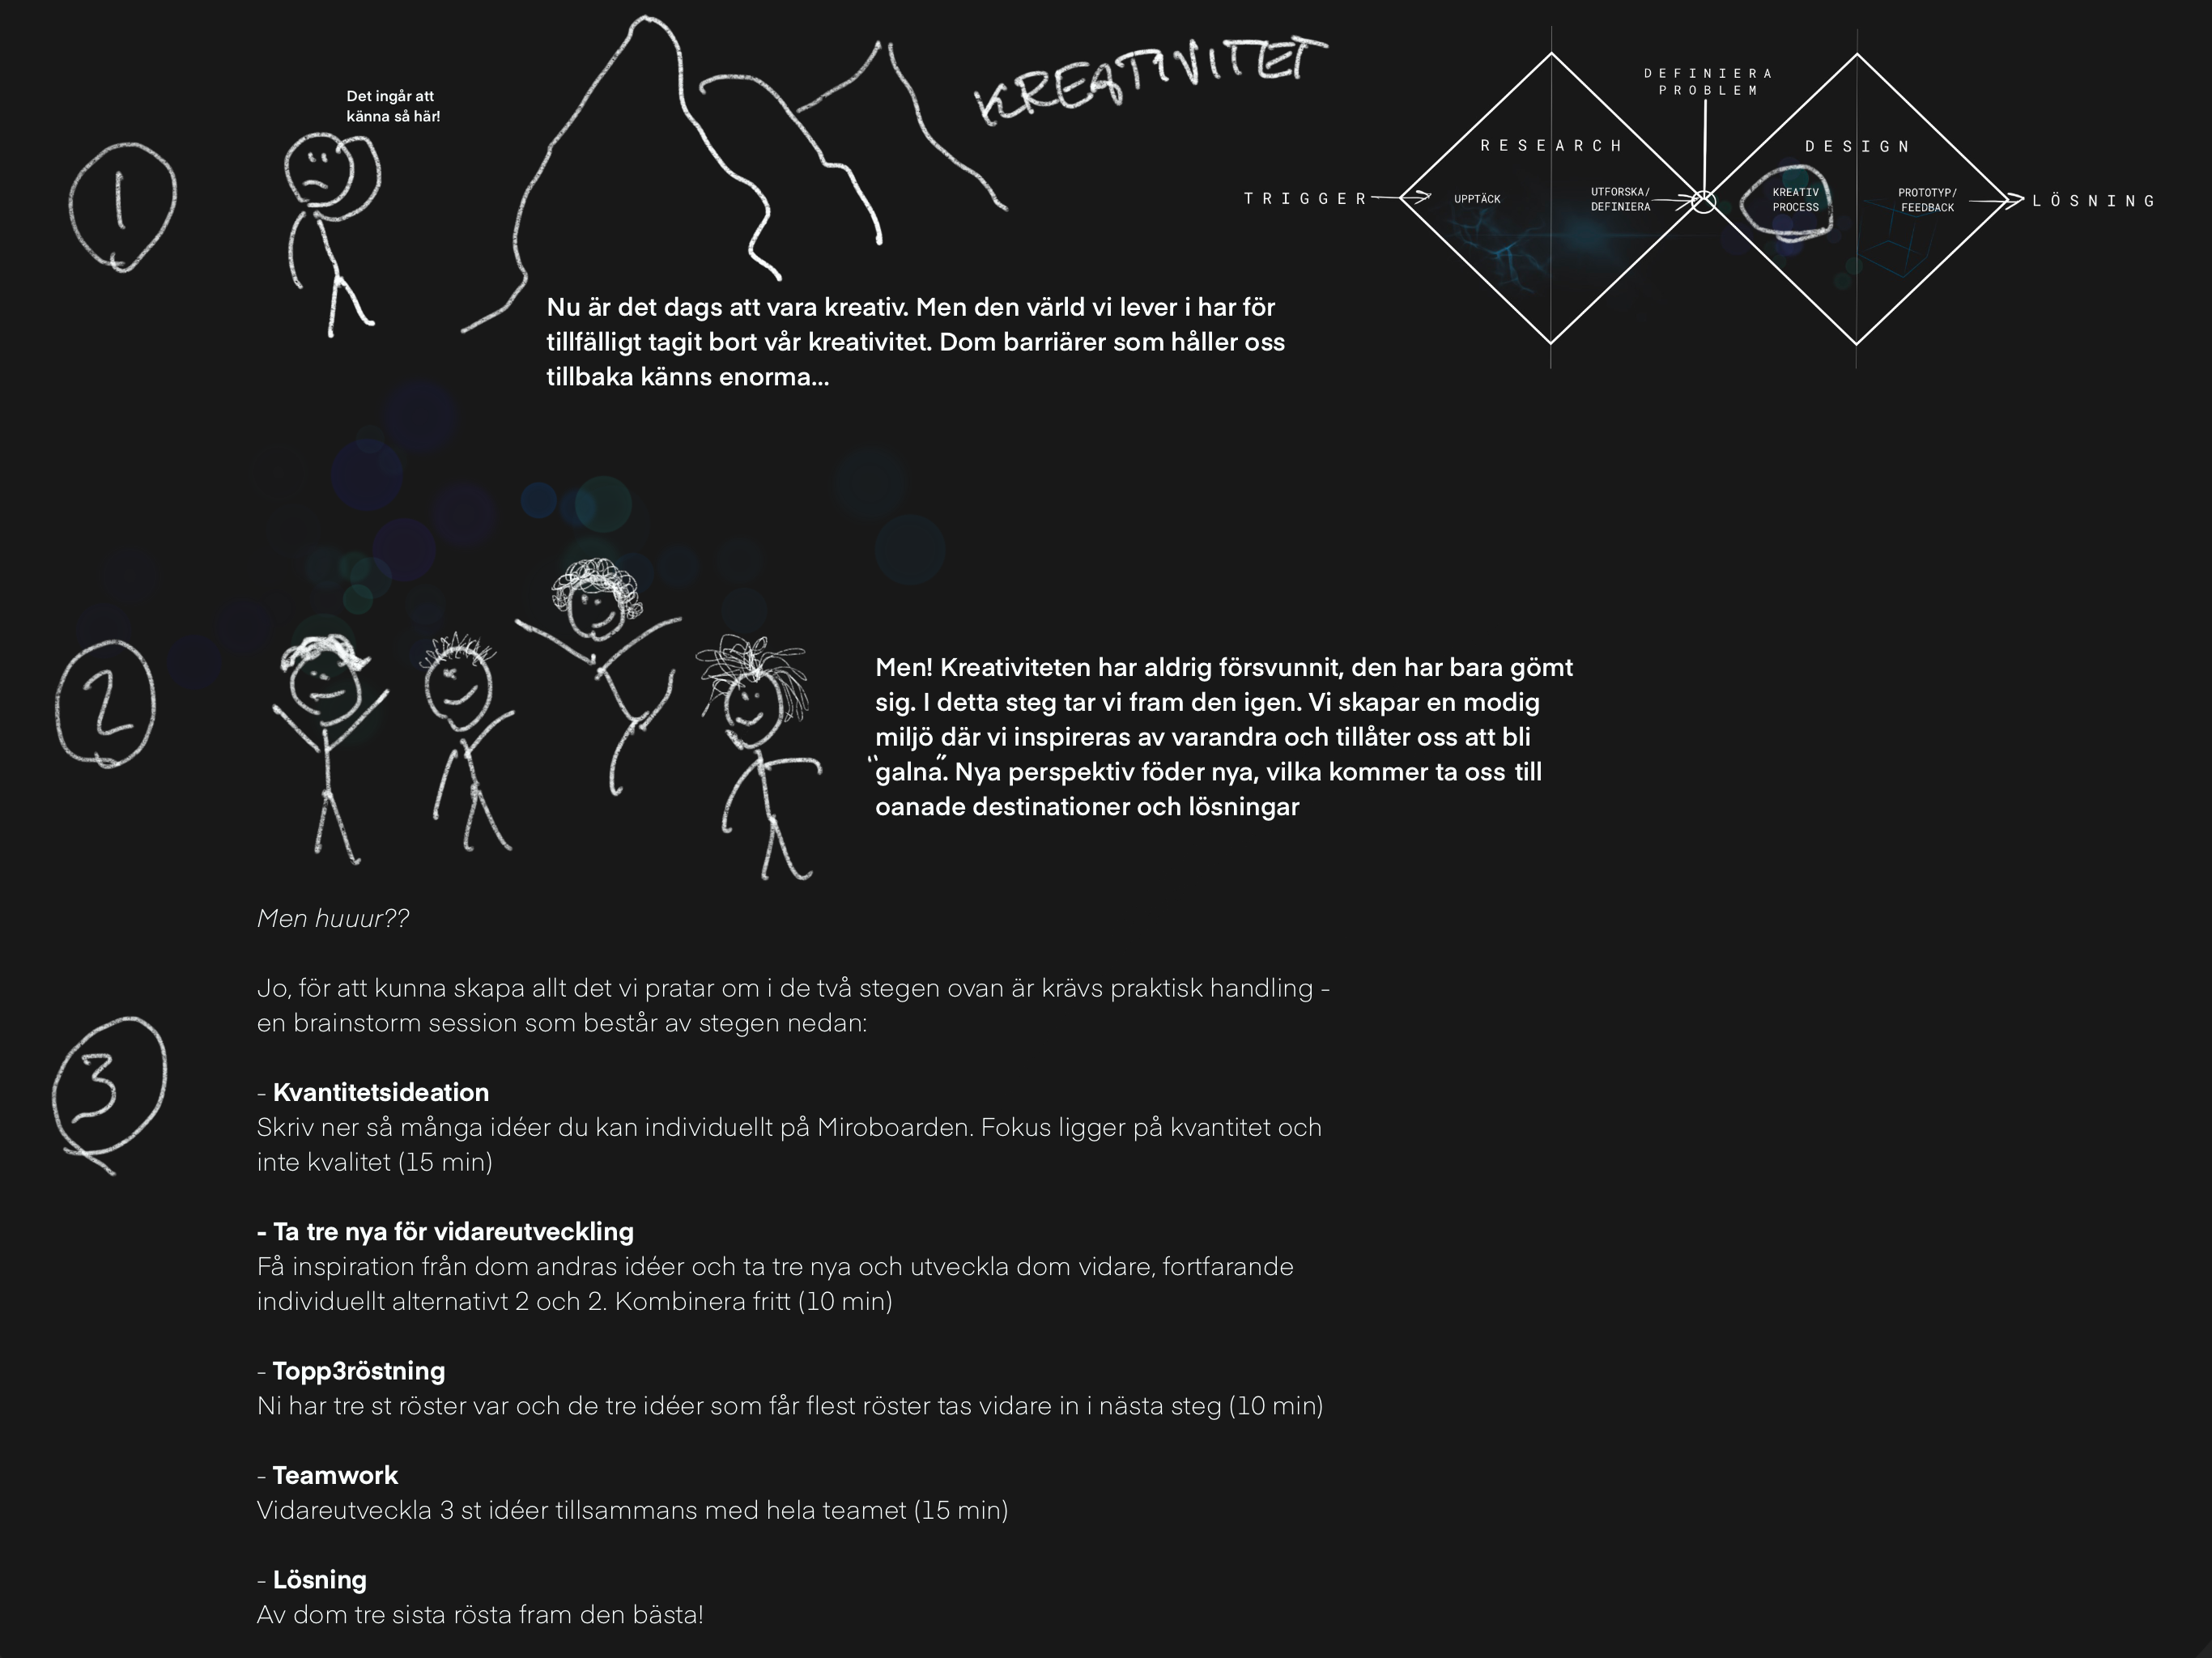 KREATIVITET
Det ingår att
känna så här!
1
Nu är det dags att vara kreativ. Men den värld vi lever i har för
tillfälligt tagit bort vår kreativitet. Dom barriärer som håller oss
tillbaka känns enorma...
DEFINIERA
PROBLEM
RESEARCH
DESIGN
TRIGGER
UPPTÄCK
UTFORSKA/
DEFINIERA
KREATIV
PROCESS
PROTOTYP/
FEEDBACK
LÖSNING
2
Men! Kreativiteten har aldrig försvunnit, den har bara gömt
sig. I detta steg tar vi fram den igen. Vi skapar en modig
miljö där vi inspireras av varandra och tillåter oss att bli
"galna". Nya perspektiv föder nya, vilka kommer ta oss till
oanade destinationer och lösningar
3
Men huuur??
Jo, för att kunna skapa allt det vi pratar om i de två stegen ovan är krävs praktisk handling -
en brainstorm session som består av stegen nedan:
- Kvantitetsideation
Skriv ner så många idéer du kan individuellt på Miroboarden. Fokus ligger på kvantitet och
inte kvalitet (15 min)
- Ta tre nya för vidareutveckling
Få inspiration från dom andras idéer och ta tre nya och utveckla dom vidare, fortfarande
individuellt alternativt 2 och 2. Kombinera fritt (10 min)
- Topp3röstning
Ni har tre st röster var och de tre idéer som får flest röster tas vidare in i nästa steg (10 min)
- Teamwork
Vidareutveckla 3 st idéer tillsammans med hela teamet (15 min)
- Lösning
Av dom tre sista rösta fram den bästa!